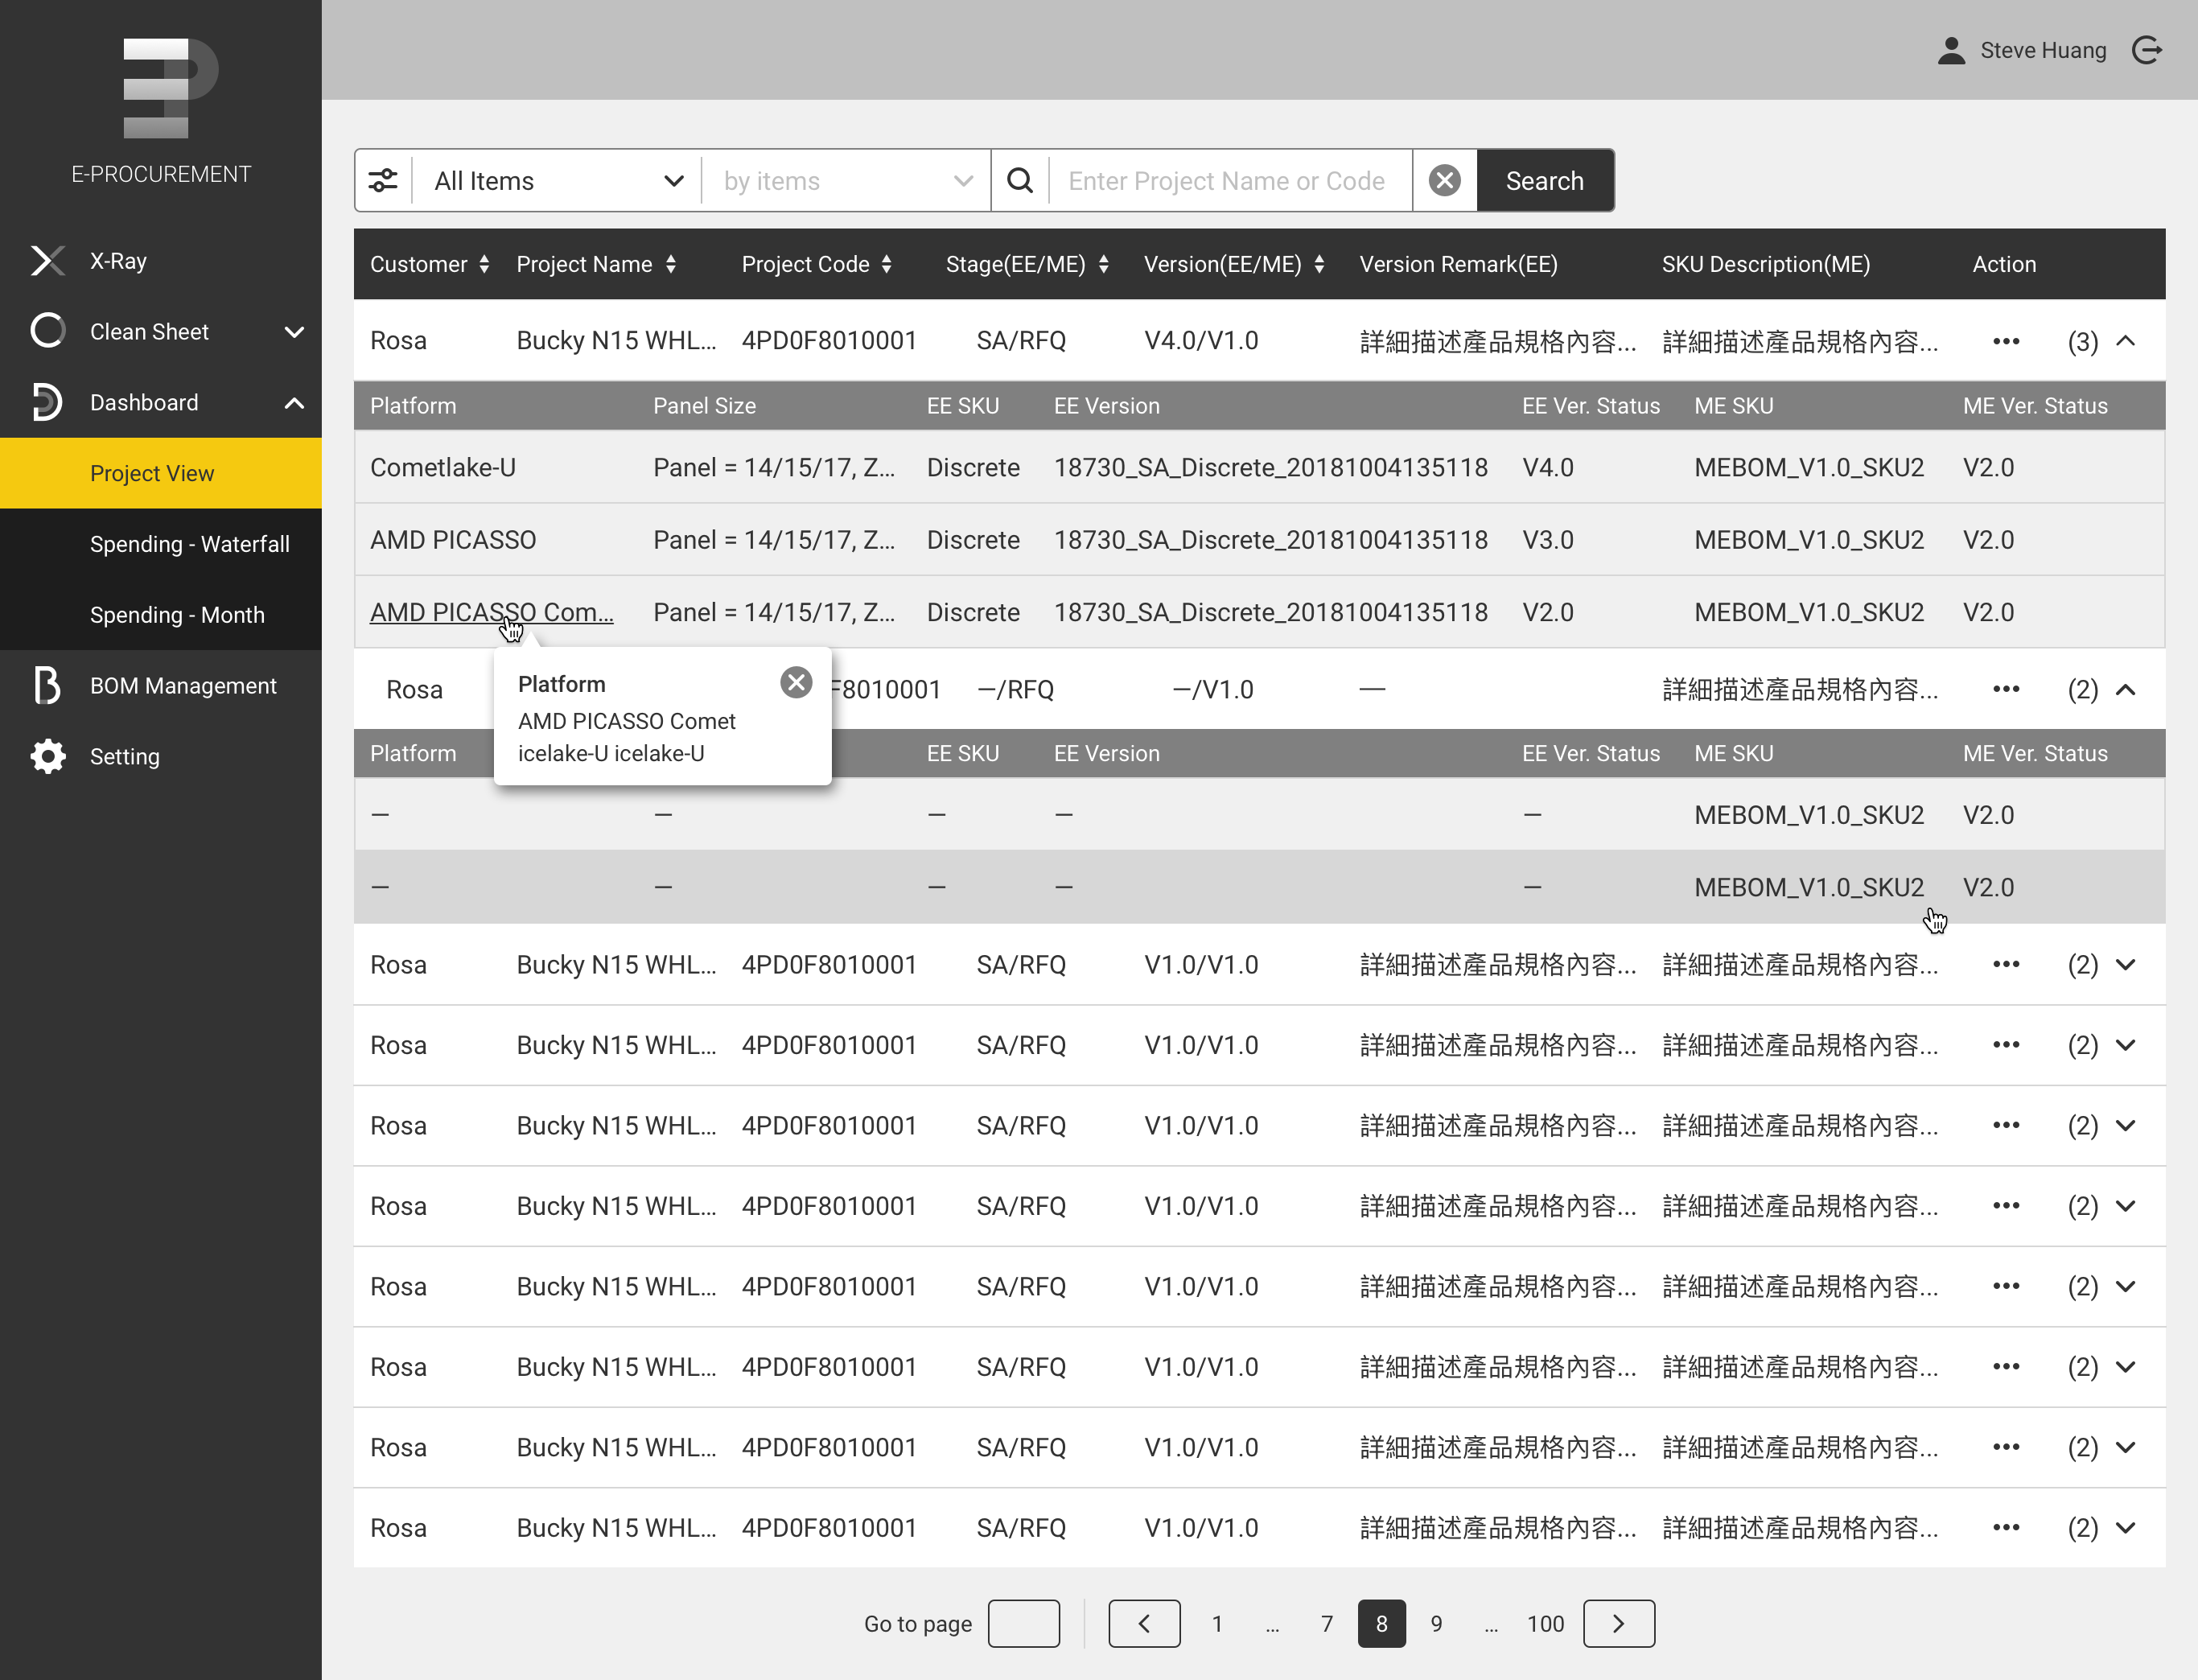 Steve Huang
E-PROCUREMENT
X-Ray
Clean Sheet
Dashboard
Project View
Spending - Waterfall
Spending - Month
BOM Management
Setting
All Items by items Enter Project Name or Code Search
Customer Project Name Project Code Stage(EE/ME) Version(EE/ME) Version Remark(EE) SKU Description(ME) Action
Rosa Bucky N15 WHL... 4PD0F8010001 SA/RFQ V4.0/V1.0 詳細描述產品規格內容... 詳細描述產品規格內容... ••• (3)
Platform Panel Size EE SKU EE Version EE Ver. Status ME SKU ME Ver. Status
Cometlake-U Panel = 14/15/17, Z... Discrete 18730_SA_Discrete_20181004135118 V4.0 MEBOM_V1.0_SKU2 V2.0
AMD PICASSO Panel = 14/15/17, Z... Discrete 18730_SA_Discrete_20181004135118 V3.0 MEBOM_V1.0_SKU2 V2.0
AMD PICASSO Com... Panel = 14/15/17, Z... Discrete 18730_SA_Discrete_20181004135118 V2.0 MEBOM_V1.0_SKU2 V2.0
Platform
AMD PICASSO Comet
icelake-U icelake-U
Rosa F8010001 —/RFQ —/V1.0 — 詳細描述產品規格內容... ••• (2)
Platform EE SKU EE Version EE Ver. Status ME SKU ME Ver. Status
— — — — — MEBOM_V1.0_SKU2 V2.0
— — — — — MEBOM_V1.0_SKU2 V2.0
Rosa Bucky N15 WHL... 4PD0F8010001 SA/RFQ V1.0/V1.0 詳細描述產品規格內容... 詳細描述產品規格內容... ••• (2)
Rosa Bucky N15 WHL... 4PD0F8010001 SA/RFQ V1.0/V1.0 詳細描述產品規格內容... 詳細描述產品規格內容... ••• (2)
Rosa Bucky N15 WHL... 4PD0F8010001 SA/RFQ V1.0/V1.0 詳細描述產品規格內容... 詳細描述產品規格內容... ••• (2)
Rosa Bucky N15 WHL... 4PD0F8010001 SA/RFQ V1.0/V1.0 詳細描述產品規格內容... 詳細描述產品規格內容... ••• (2)
Rosa Bucky N15 WHL... 4PD0F8010001 SA/RFQ V1.0/V1.0 詳細描述產品規格內容... 詳細描述產品規格內容... ••• (2)
Rosa Bucky N15 WHL... 4PD0F8010001 SA/RFQ V1.0/V1.0 詳細描述產品規格內容... 詳細描述產品規格內容... ••• (2)
Rosa Bucky N15 WHL... 4PD0F8010001 SA/RFQ V1.0/V1.0 詳細描述產品規格內容... 詳細描述產品規格內容... ••• (2)
Rosa Bucky N15 WHL... 4PD0F8010001 SA/RFQ V1.0/V1.0 詳細描述產品規格內容... 詳細描述產品規格內容... ••• (2)
Go to page 1 ... 7 8 9 ... 100